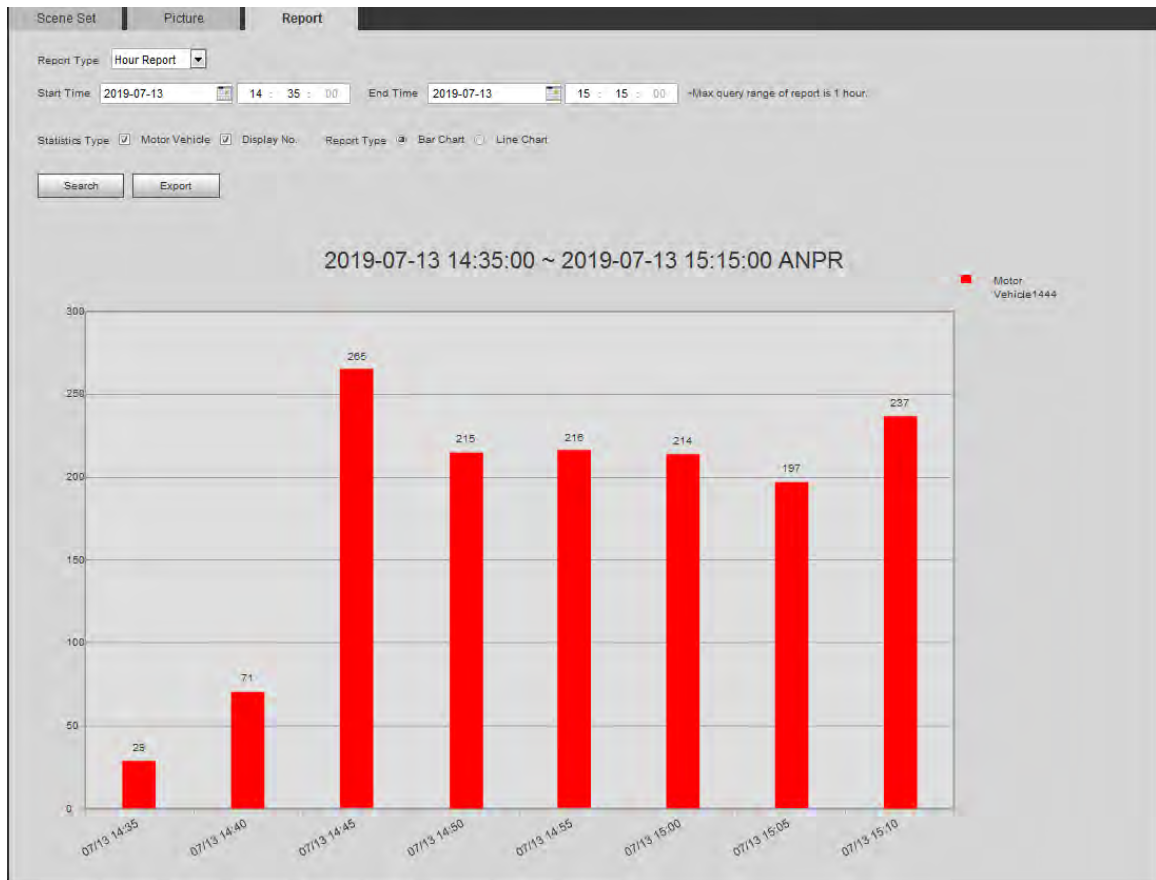 Scene Set Picture Report
Report Type Hour Report
Start Time 2019-07-13 14 : 35 : 00 End Time 2019-07-13 15 : 15 : 00 *Max query range of report is 1 hour.
Statistics Type Motor Vehicle Display No. Report Type Bar Chart Line Chart
Search Export
2019-07-13 14:35:00 ~ 2019-07-13 15:15:00 ANPR
Motor
Vehicle1444
300
265
250
237
215
216
214
200
197
150
100
71
50
29
0
07/13 14:35 07/13 14:40 07/13 14:45 07/13 14:50 07/13 14:55 07/13 15:00 07/13 15:05 07/13 15:10